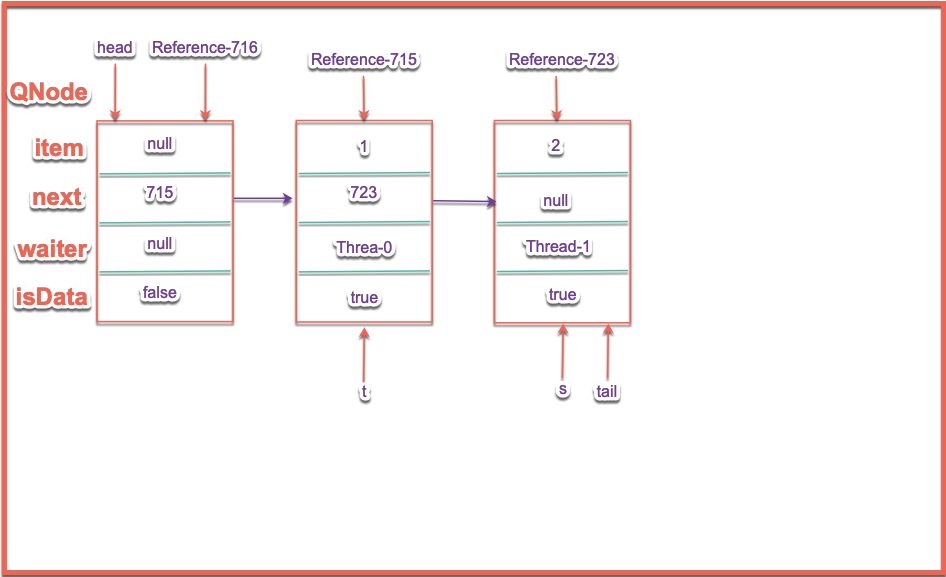 head Reference-716
Reference-715
Reference-723
QNode
item null 1 2
next 715 723 null
waiter null Threa-0 Thread-1
isData false true true
t s tail